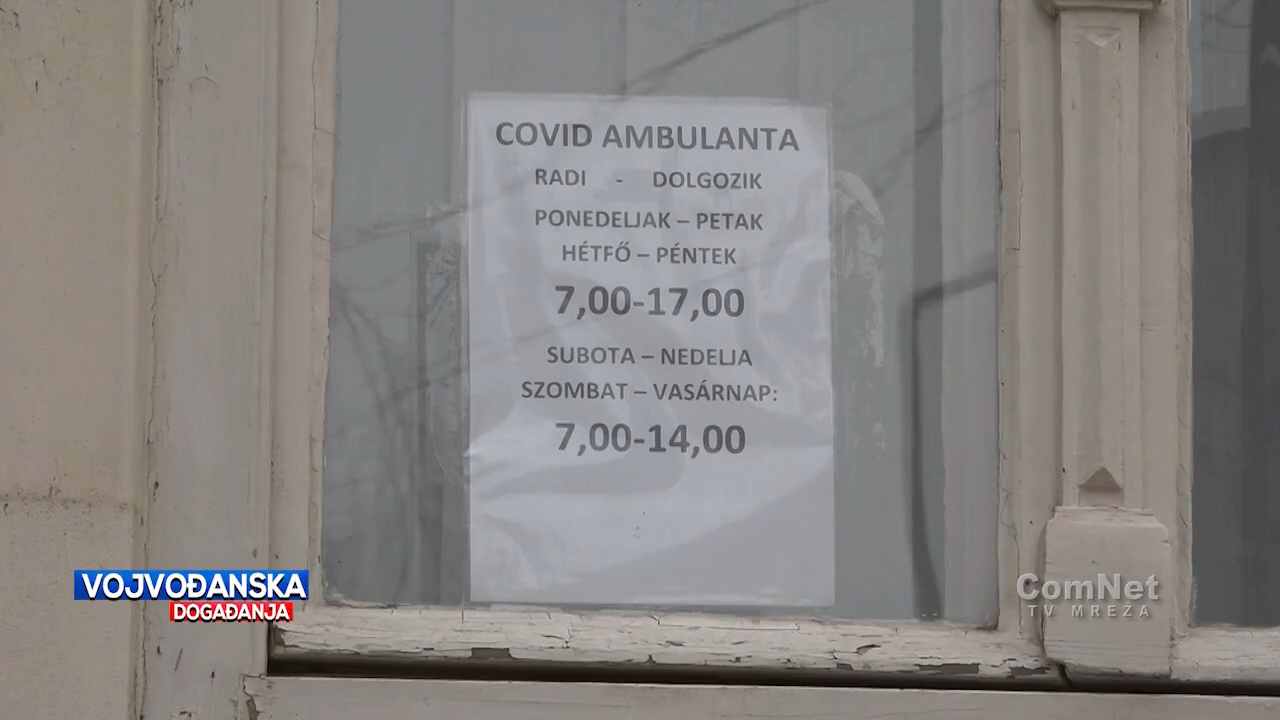 COVID AMBULANTA
RADI - DOLGOZIK
PONEDELJAK – PETAK
HÉTFŐ – PÉNTEK
7,00-17,00
SUBOTA – NEDELJA
SZOMBAT – VASÁRNAP:
7,00-14,00
VOJVOĐANSKA
DOGAĐANJA
ComNet
TV MREŽA